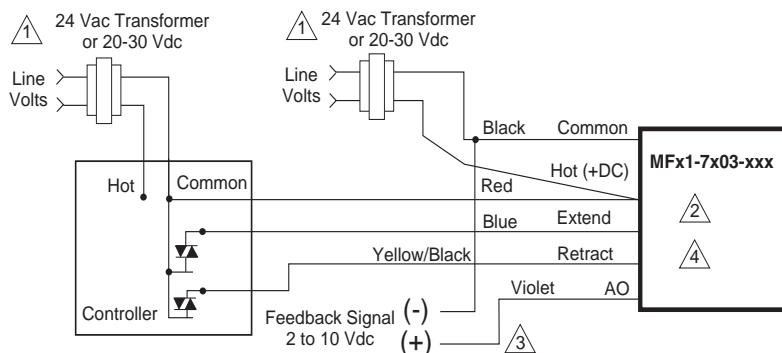 1
24 Vac Transformer
or 20-30 Vdc
Line
Volts
1
24 Vac Transformer
or 20-30 Vdc
Line
Volts
Hot
Common
Controller
Black
Common
Hot (+DC)
Red
Blue
Extend
Yellow/Black
Retract
Violet
AO
MFx1-7x03-xxx
2
4
Feedback Signal
2 to 10 Vdc
(-)
(+)
3